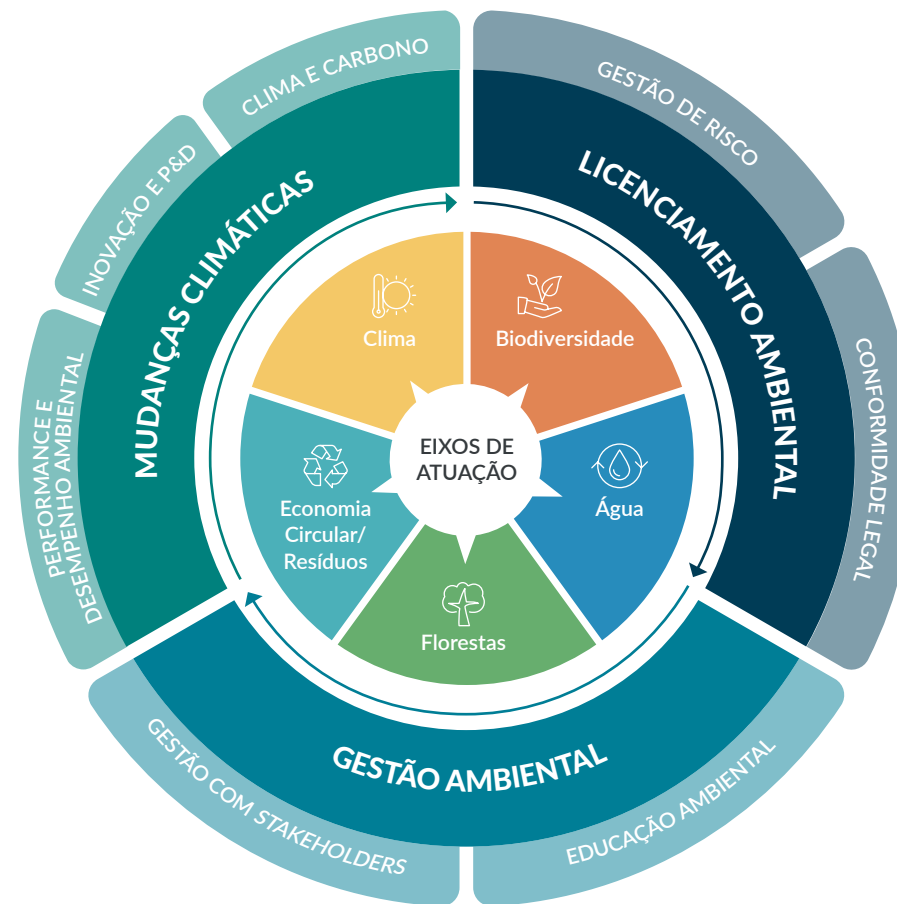 CLIMA E CARBONO
GESTÃO DE RISCO
INOVAÇÃO E P&D
MUDANÇAS CLIMÁTICAS
LICENCIAMENTO AMBIENTAL
Clima
Biodiversidade
PERFORMANCE E
DESEMPENHO AMBIENTAL
CONFORMIDADE LEGAL
EIXOS DE
ATUAÇÃO
Economia
Circular/
Resíduos
Água
Florestas
GESTÃO AMBIENTAL
GESTÃO COM STAKEHOLDERS
EDUCAÇÃO AMBIENTAL